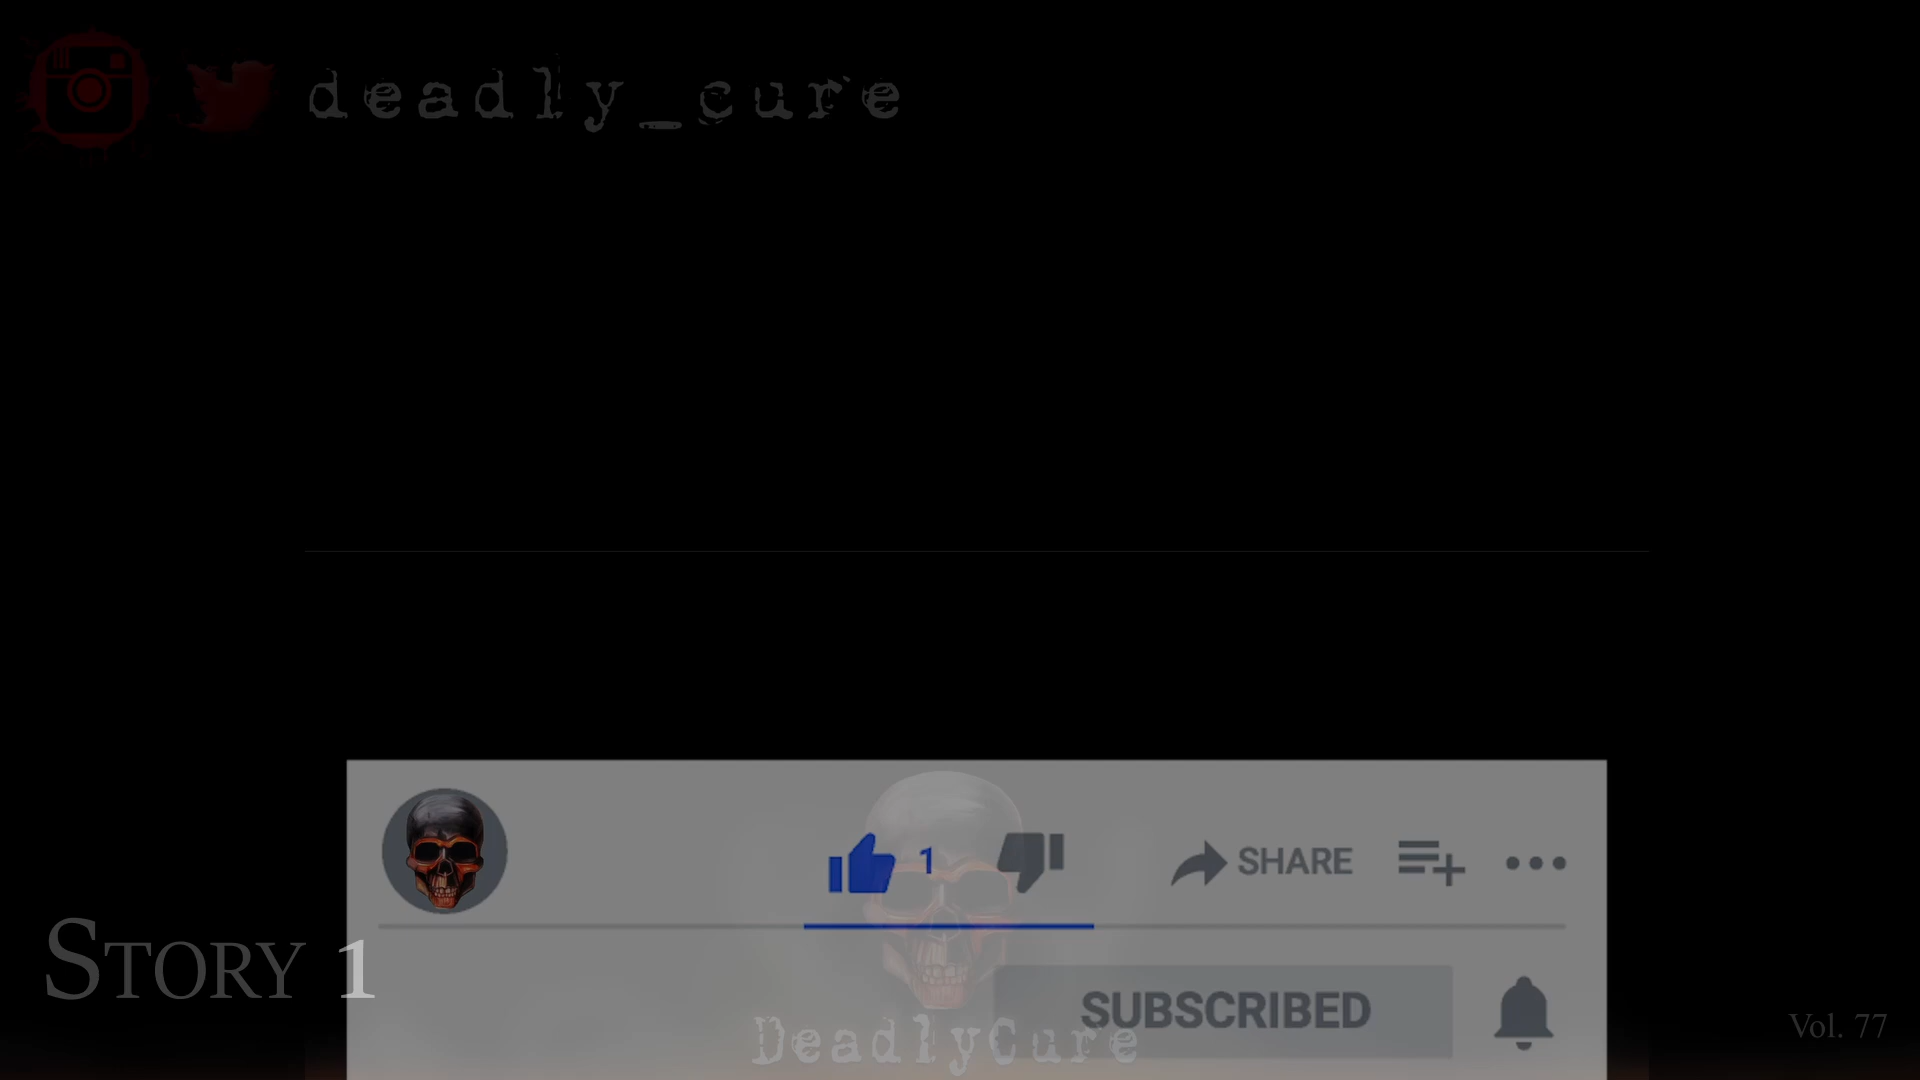 deadly_cure
1
SHARE
STORY 1
SUBSCRIBED
DeadlyCure
Vol. 77